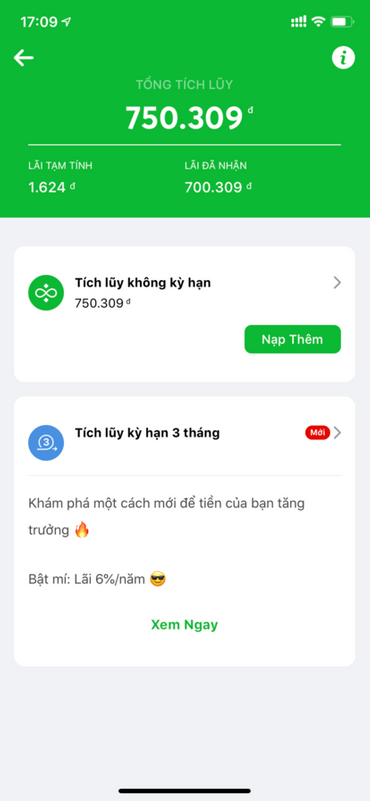 17:09
TỔNG TÍCH LŨY
750.309 đ
LÃI TẠM TÍNH
LÃI ĐÃ NHẬN
1.624 đ
700.309 đ
Tích lũy không kỳ hạn
750.309 đ
Nạp Thêm
3
Tích lũy kỳ hạn 3 tháng
Mới
Khám phá một cách mới để tiền của bạn tăng
trưởng 🔥
Bật mí: Lãi 6%/năm 😎
Xem Ngay